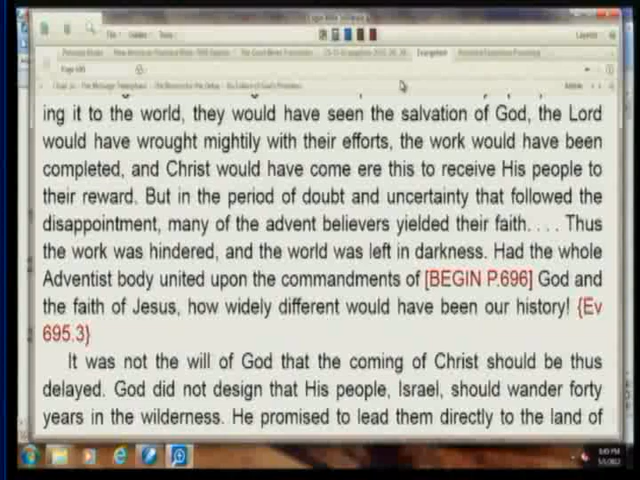 Layouts
Evangelism
ing it to the world, they would have seen the salvation of God, the Lord
would have wrought mightily with their efforts, the work would have been
completed, and Christ would have come ere this to receive His people to
their reward. But in the period of doubt and uncertainty that followed the
disappointment, many of the advent believers yielded their faith. . . . Thus
the work was hindered, and the world was left in darkness. Had the whole
Adventist body united upon the commandments of [BEGIN P.696] God and
the faith of Jesus, how widely different would have been our history! {Ev
695.3}
It was not the will of God that the coming of Christ should be thus
delayed. God did not design that His people, Israel, should wander forty
years in the wilderness. He promised to lead them directly to the land of